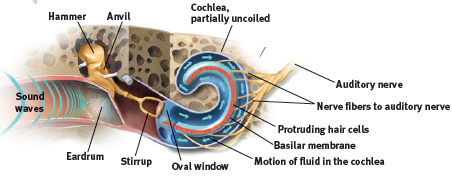 Hammer
Anvil
Cochlea,
partially uncoiled
Sound
waves
Auditory nerve
Nerve fibers to auditory nerve
Protruding hair cells
Basilar membrane
Motion of fluid in the cochlea
Eardrum
Stirrup
Oval window